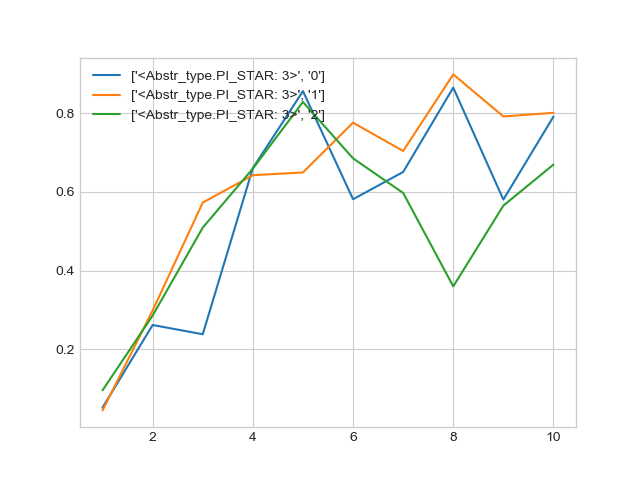 ['<Abstr_type.PI_STAR: 3>', '0']
['<Abstr_type.PI_STAR: 3>', '1']
['<Abstr_type.PI_STAR: 3>', '2']
0.8
0.6
0.4
0.2
2 4 6 8 10